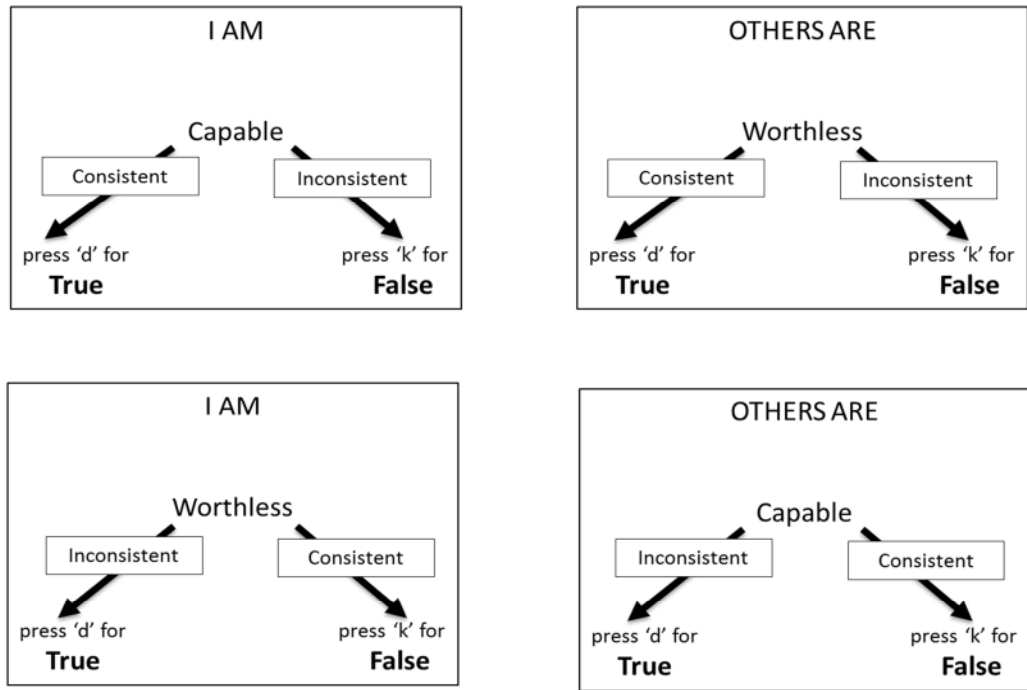 I AM
Capable
Consistent
Inconsistent
press ‘d’ for
True
press ‘k’ for
False
OTHERS ARE
Worthless
Consistent
Inconsistent
press ‘d’ for
True
press ‘k’ for
False
I AM
Worthless
Inconsistent
Consistent
press ‘d’ for
True
press ‘k’ for
False
OTHERS ARE
Capable
Inconsistent
Consistent
press ‘d’ for
True
press ‘k’ for
False